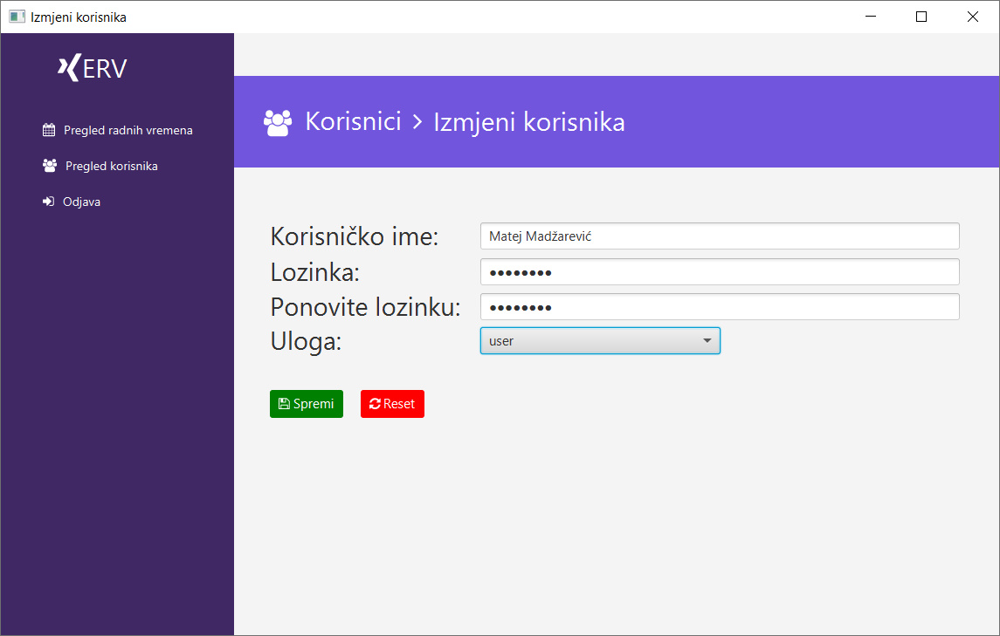 Izmjeni korisnika
ERV
Pregled radnih vremena
Pregled korisnika
Odjava
Korisnici > Izmjeni korisnika
Korisničko ime: Matej Madžarević
Lozinka: ••••••••
Ponovite lozinku: ••••••••
Uloga: user
Spremi Reset